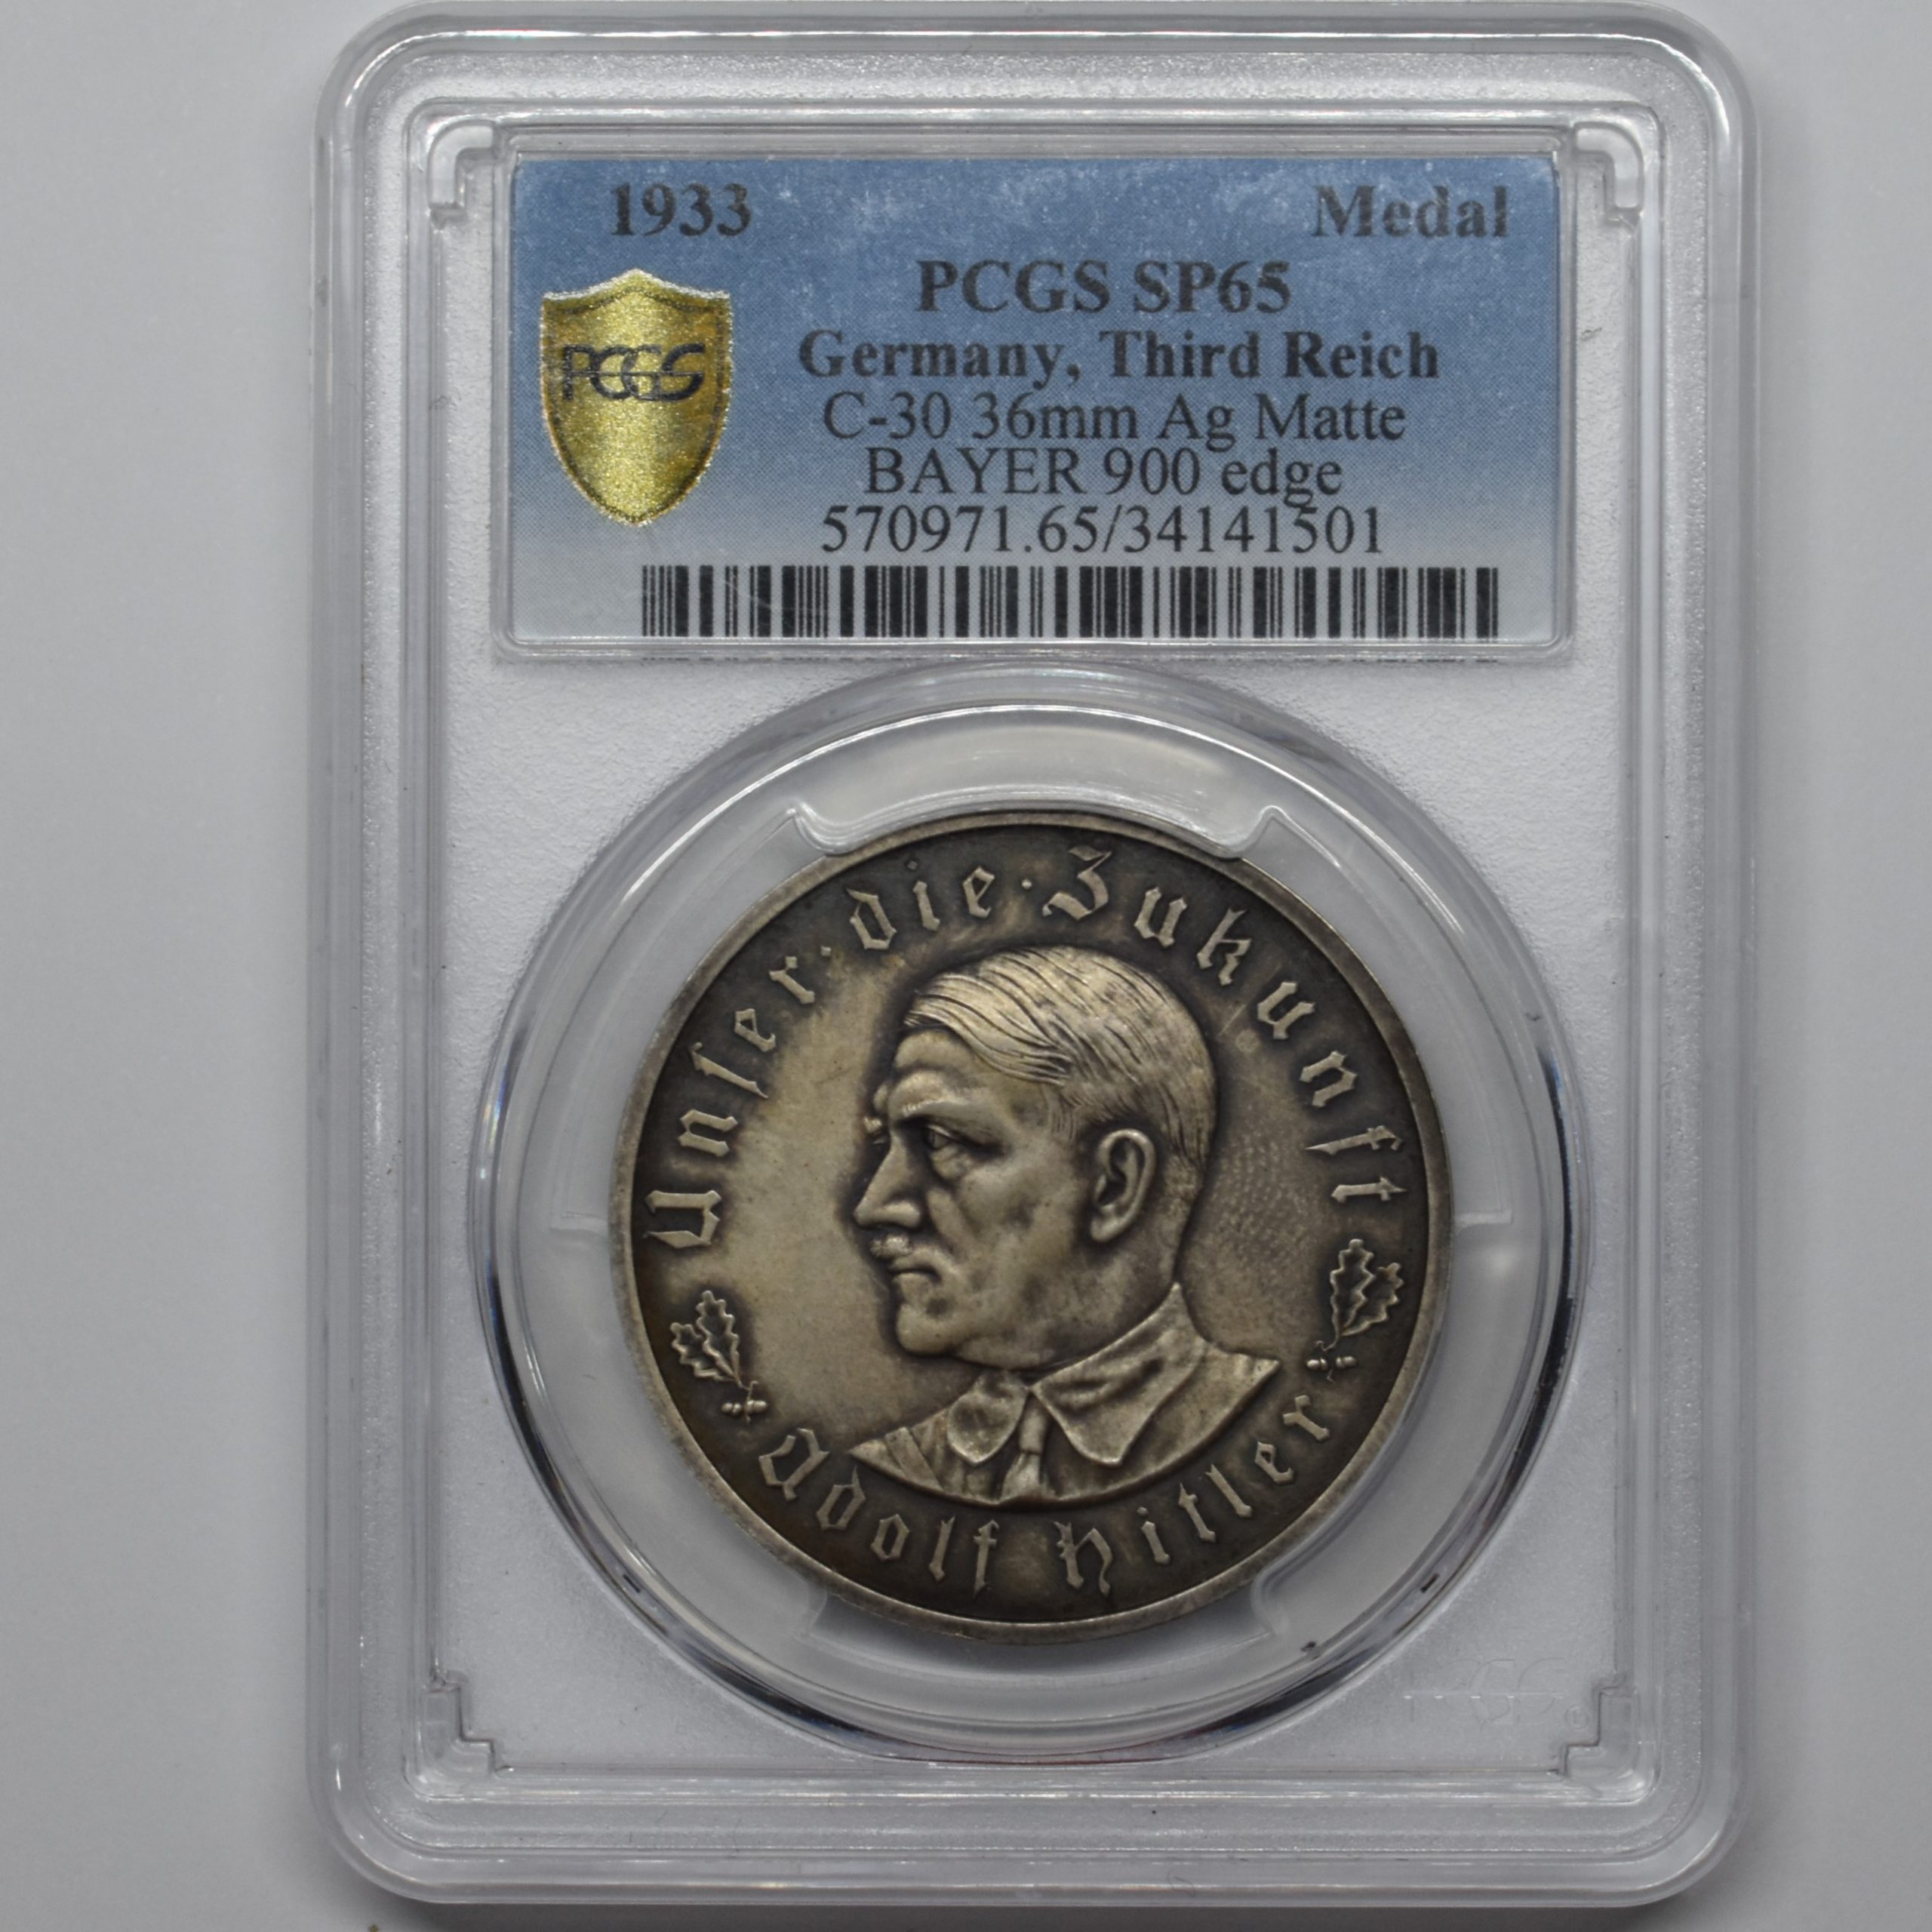 1933 Medal
PCGS SP65
PCGS
Germany, Third Reich
C-30 36mm Ag Matte
BAYER 900 edge
570971.65/34141501
Unser · die · Zukunft
Adolf Hitler